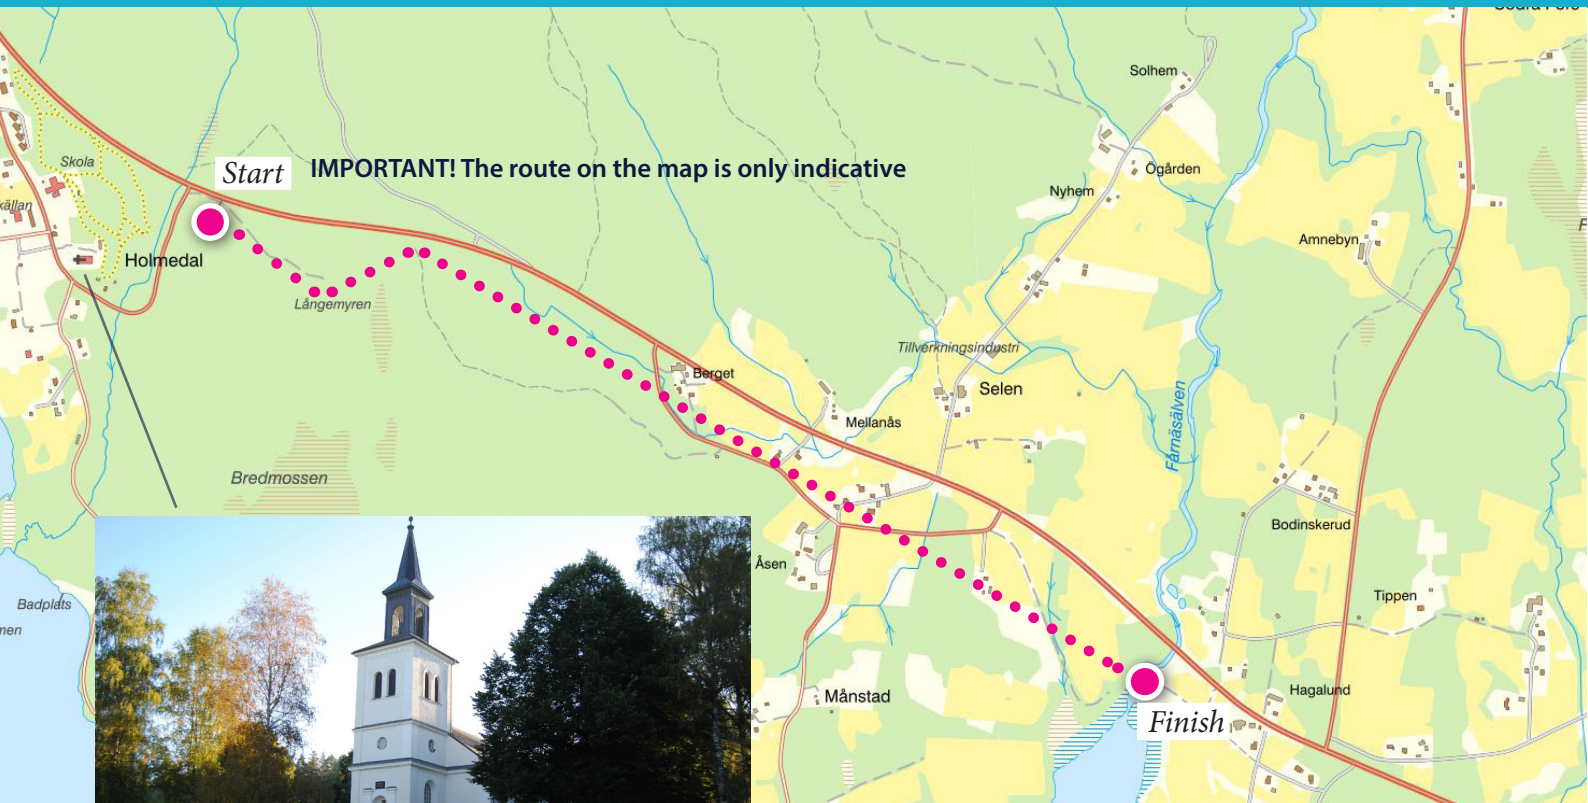 Solhem
Skola
Start
IMPORTANT! The route on the map is only indicative
Ögården
Nyhem
Amnebyn
Holmedal
Långemyren
Tillverkningsindustri
Berget
Selen
Mellanås
Fårnäsälven
Bredmossen
Bodinskerud
Åsen
Badplats
Tippen
Månstad
Hagalund
Finish